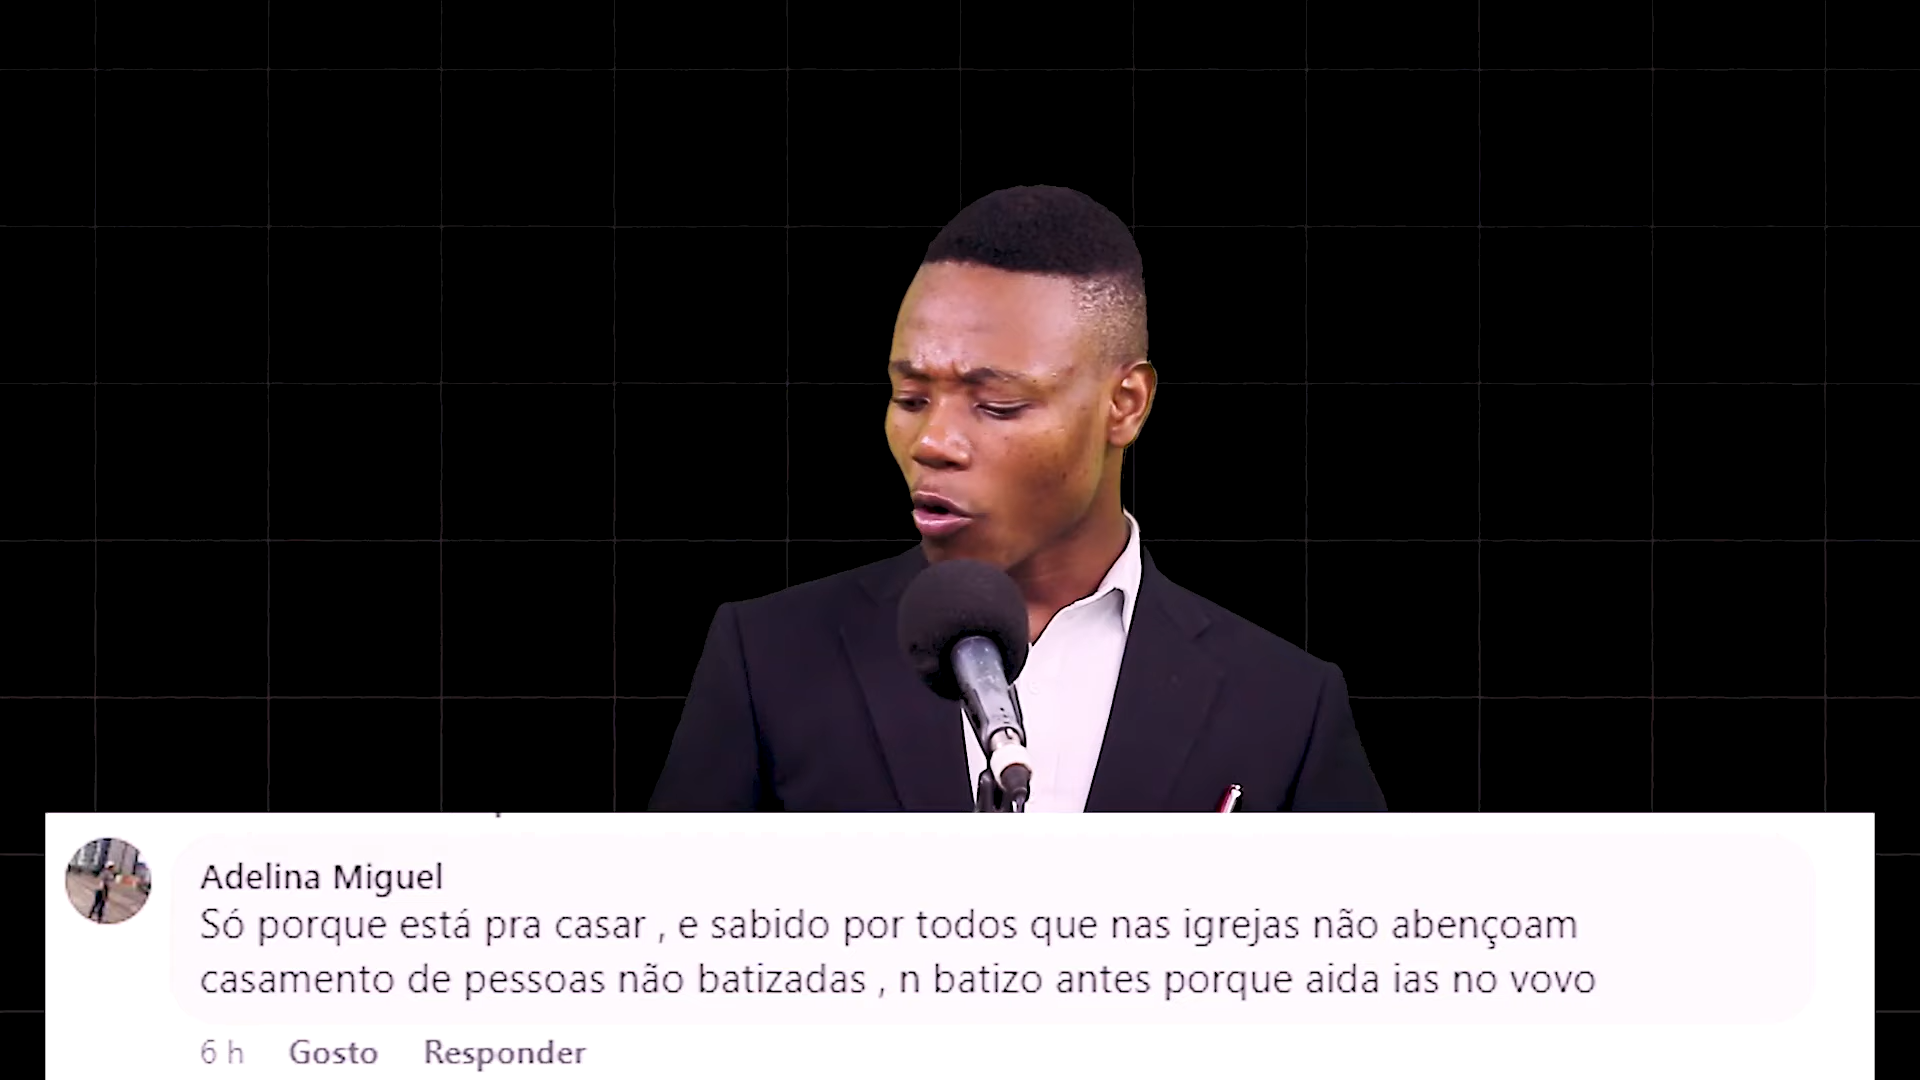 Adelina Miguel
Só porque está pra casar , e sabido por todos que nas igrejas não abençoam
casamento de pessoas não batizadas , n batizo antes porque aida ias no vovo
6 h Gosto Responder